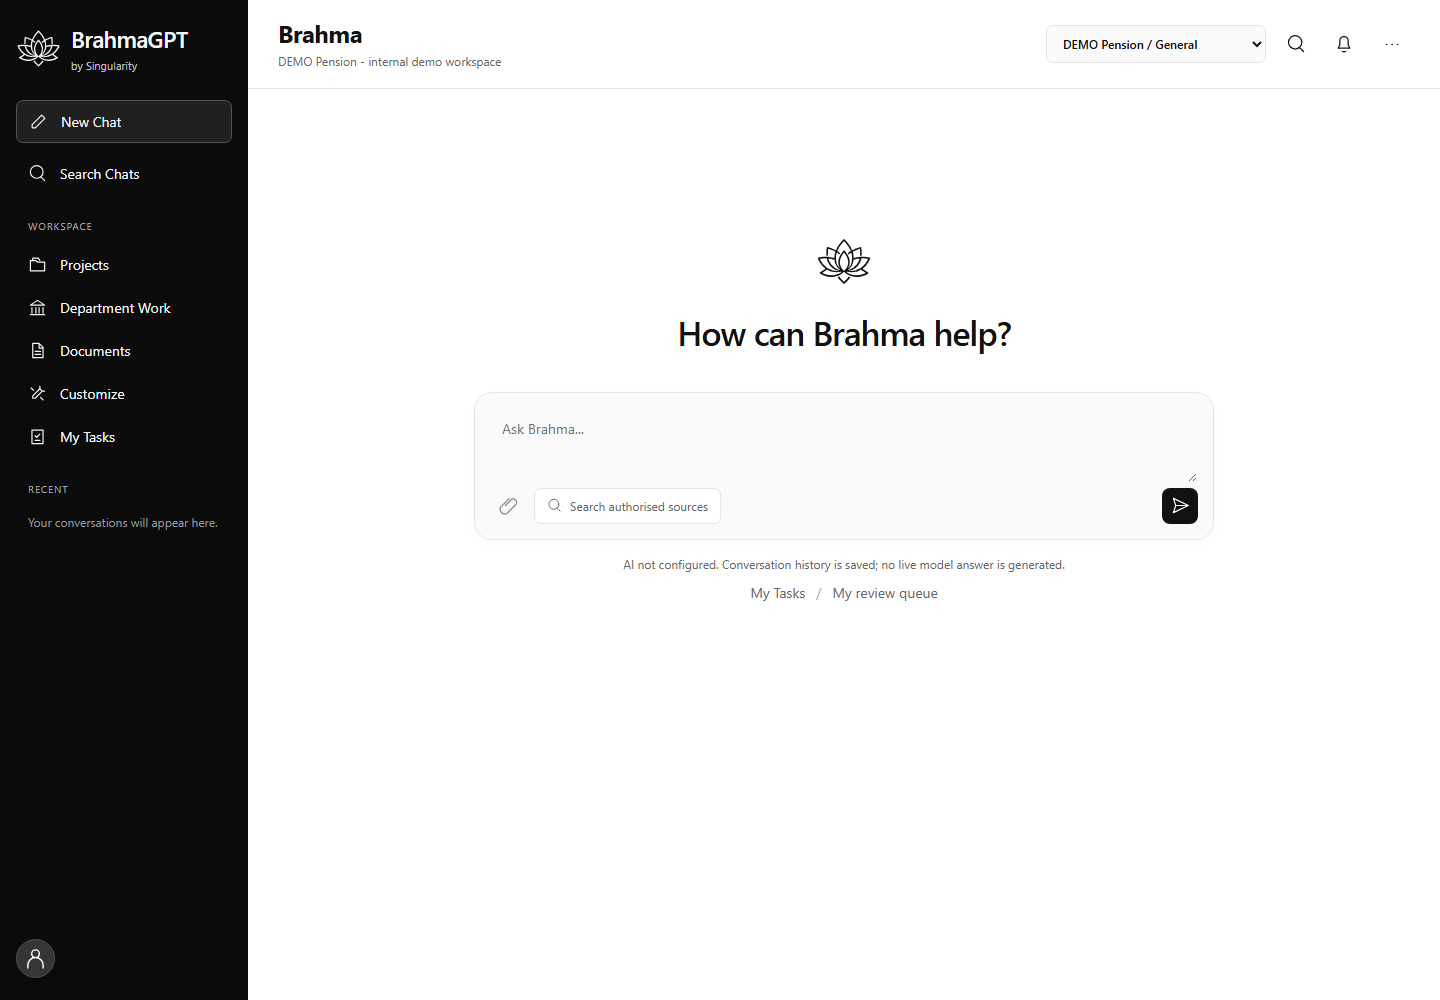 BrahmaGPT
by Singularity
New Chat
Search Chats
WORKSPACE
Projects
Department Work
Documents
Customize
My Tasks
RECENT
Your conversations will appear here.
Brahma
DEMO Pension - internal demo workspace
DEMO Pension / General
How can Brahma help?
Ask Brahma...
Search authorised sources
AI not configured. Conversation history is saved; no live model answer is generated.
My Tasks / My review queue